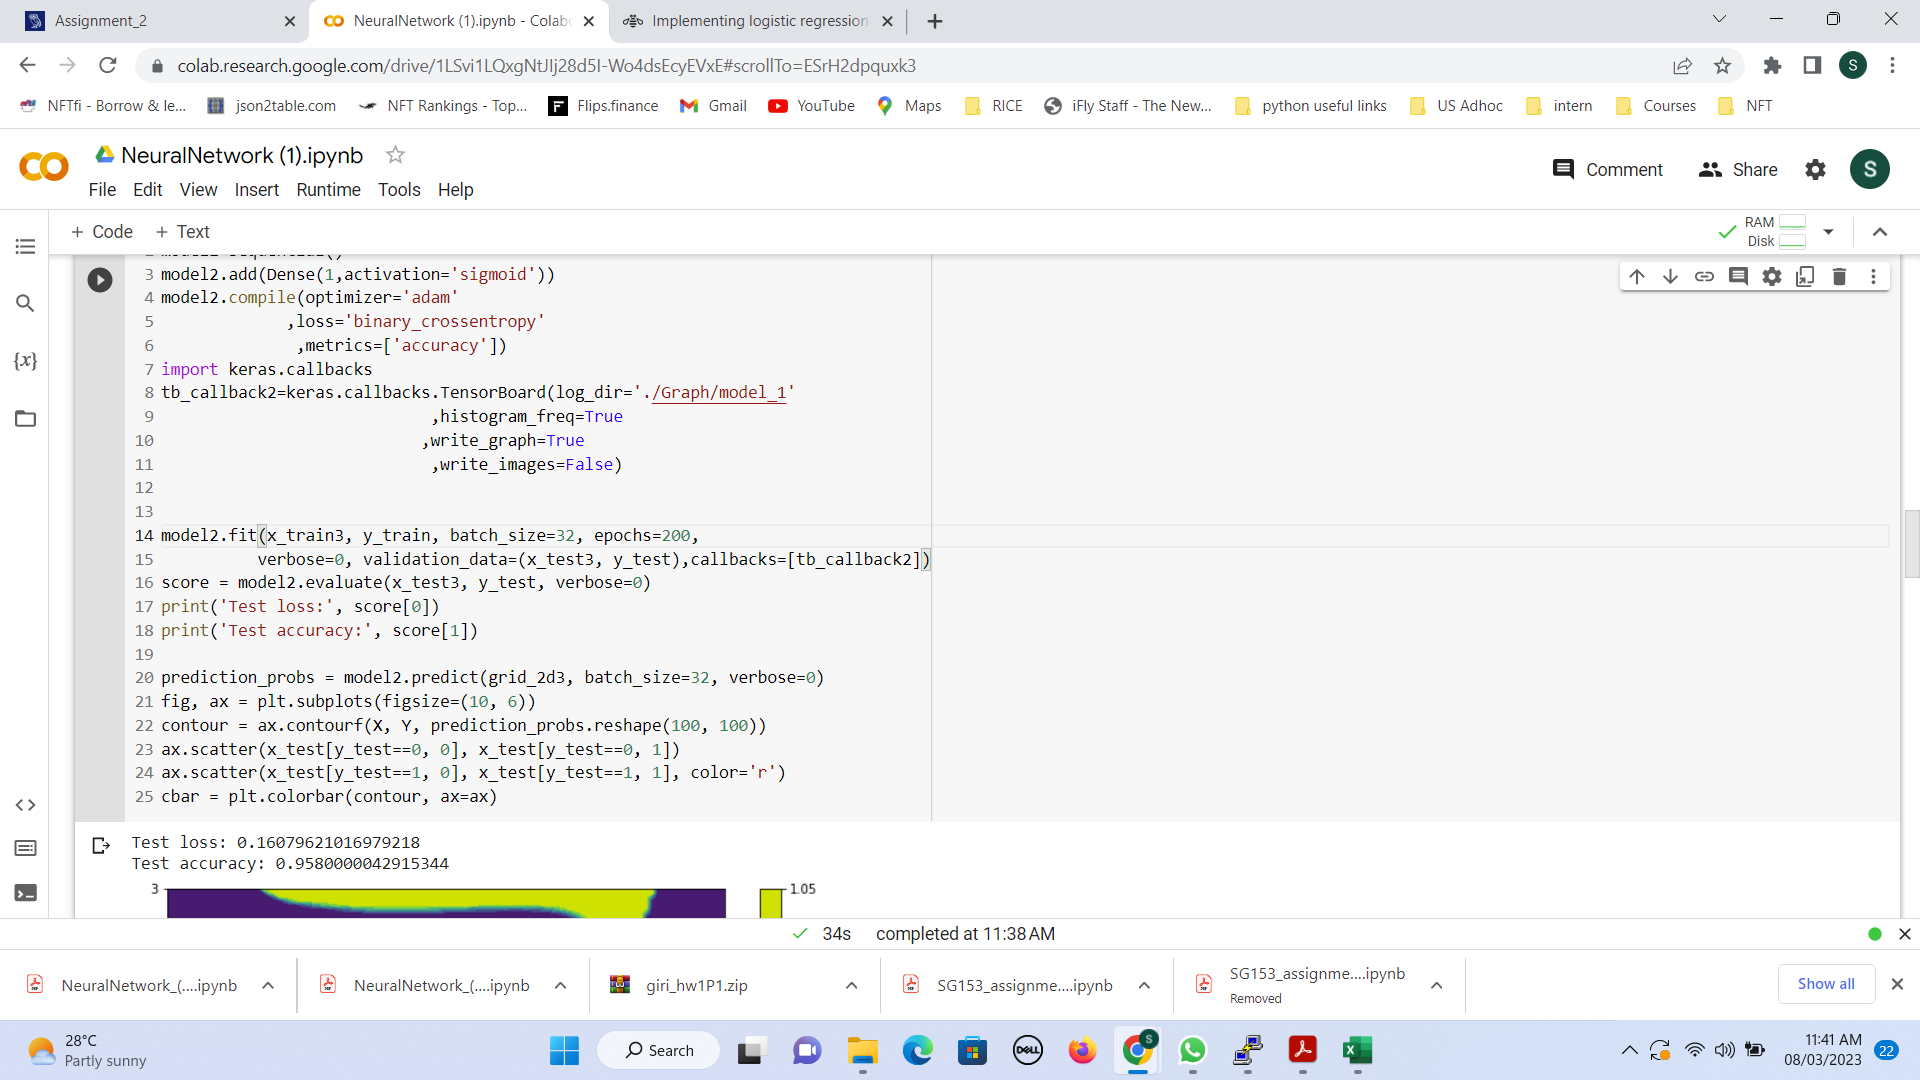 Assignment_2
NeuralNetwork (1).ipynb - Colab
Implementing logistic regression
colab.research.google.com/drive/1LSvi1LQxgNtJIj28d5I-Wo4dsEcyEVxE#scrollTo=ESrH2dpquxk3
S
NFTfi - Borrow & le...
json2table.com
NFT Rankings - Top...
Flips.finance
Gmail
YouTube
Maps
RICE
iFly Staff - The New...
python useful links
US Adhoc
intern
Courses
NFT
NeuralNetwork (1).ipynb
File Edit View Insert Runtime Tools Help
Comment
Share
S
+ Code + Text
RAM
Disk
3 model2.add(Dense(1,activation='sigmoid'))
4 model2.compile(optimizer='adam'
5 ,loss='binary_crossentropy'
6 ,metrics=['accuracy'])
7 import keras.callbacks
8 tb_callback2=keras.callbacks.TensorBoard(log_dir='./Graph/model_1'
9 ,histogram_freq=True
10 ,write_graph=True
11 ,write_images=False)
12
13
14 model2.fit(x_train3, y_train, batch_size=32, epochs=200,
15 verbose=0, validation_data=(x_test3, y_test),callbacks=[tb_callback2])
16 score = model2.evaluate(x_test3, y_test, verbose=0)
17 print('Test loss:', score[0])
18 print('Test accuracy:', score[1])
19
20 prediction_probs = model2.predict(grid_2d3, batch_size=32, verbose=0)
21 fig, ax = plt.subplots(figsize=(10, 6))
22 contour = ax.contourf(X, Y, prediction_probs.reshape(100, 100))
23 ax.scatter(x_test[y_test==0, 0], x_test[y_test==0, 1])
24 ax.scatter(x_test[y_test==1, 0], x_test[y_test==1, 1], color='r')
25 cbar = plt.colorbar(contour, ax=ax)
Test loss: 0.16079621016979218
Test accuracy: 0.9580000042915344
3
1.05
34s completed at 11:38 AM
NeuralNetwork_(....ipynb
NeuralNetwork_(....ipynb
giri_hw1P1.zip
SG153_assignme....ipynb
SG153_assignme....ipynb
Removed
Show all
28°C
Partly sunny
Search
DELL
S
11:41 AM
08/03/2023
22